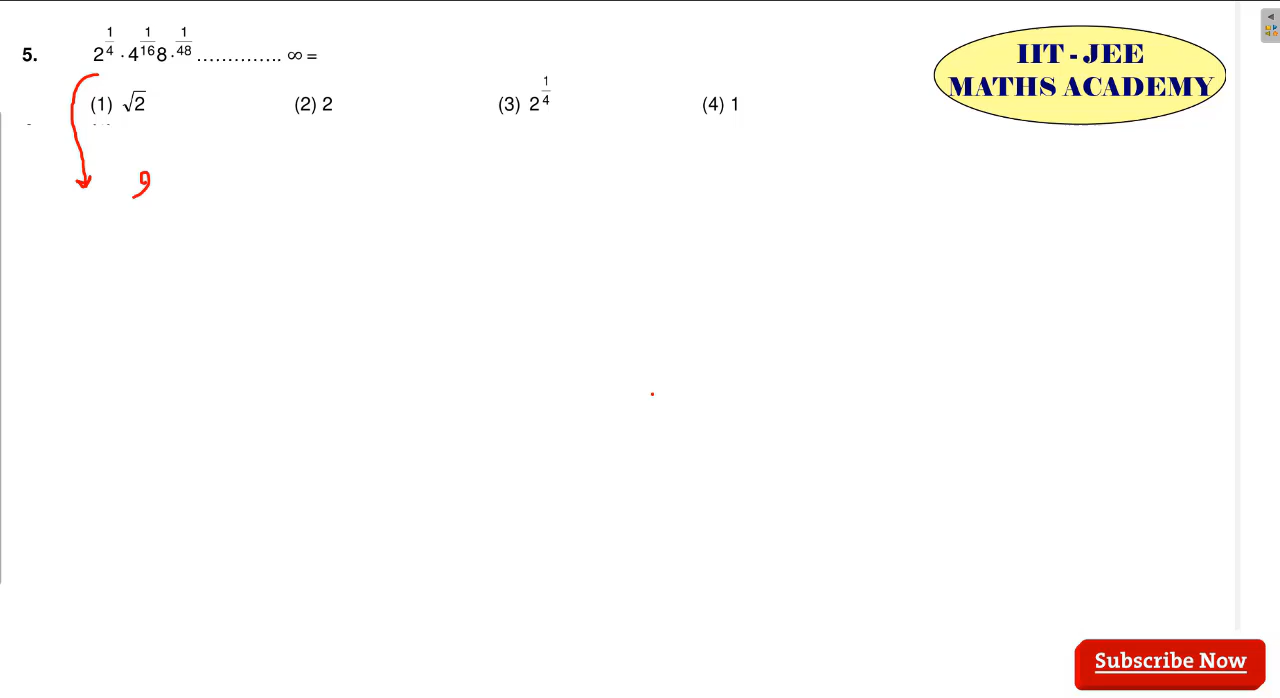 5. 2^{1/4} · 4^{1/16} 8 ·^{1/48} .............. ∞ =
(1) √2 (2) 2 (3) 2^{1/4} (4) 1
IIT - JEE
MATHS ACADEMY
Subscribe Now